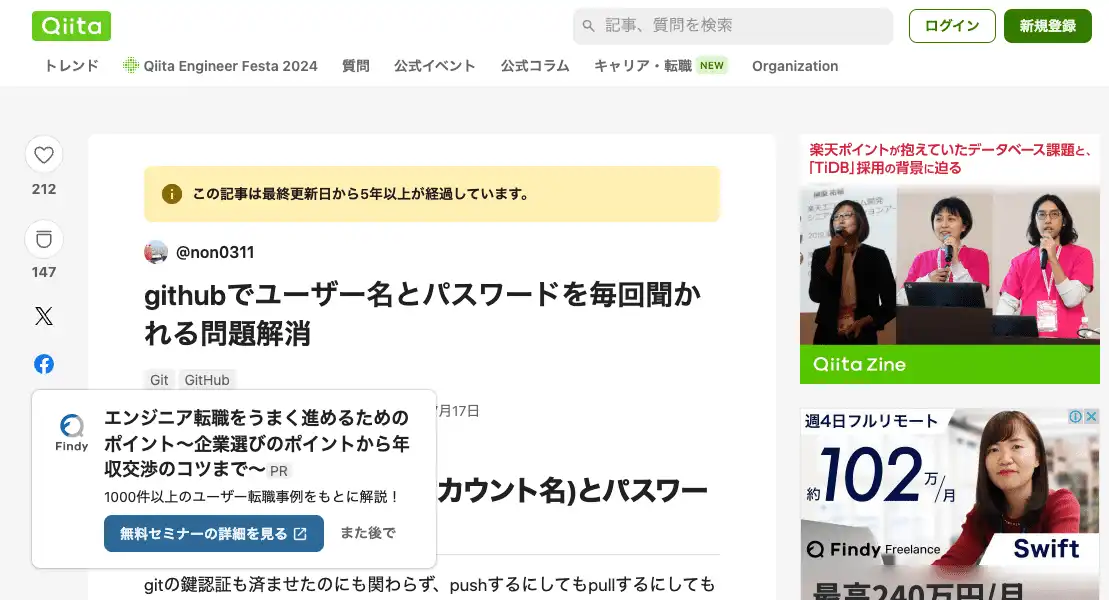 Qiita
記事、質問を検索
ログイン
新規登録
トレンド
Qiita Engineer Festa 2024
質問
公式イベント
公式コラム
キャリア・転職 NEW
Organization
212
147
この記事は最終更新日から5年以上が経過しています。
@non0311
githubでユーザー名とパスワードを毎回聞か
れる問題解消
Git GitHub
月17日
カウント名)とパスワー
gitの鍵認証も済ませたのにも関わらず、pushするにしてもpullするにしても
Findy
エンジニア転職をうまく進めるための
ポイント〜企業選びのポイントから年
収交渉のコツまで〜 PR
1000件以上のユーザー転職事例をもとに解説！
無料セミナーの詳細を見る
また後で
楽天ポイントが抱えていたデータベース課題と、
「TiDB」採用の背景に迫る
Qiita Zine
週4日フルリモート
約102万/月
Findy Freelance
Swift
最高240万円/月